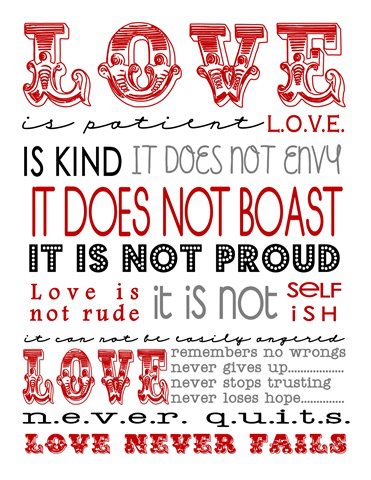 LOVE
is patient L.O.V.E.
IS KIND IT DOES NOT ENVY
IT DOES NOT BOAST
IT IS NOT PROUD
Love is not rude it is not SELFiSH
it can not be easily angered
LOVE
remembers no wrongs
never gives up..............
never stops trusting
never loses hope............
n.e.v.e.r. q.u.i.t.s.
LOVE NEVER FAILS